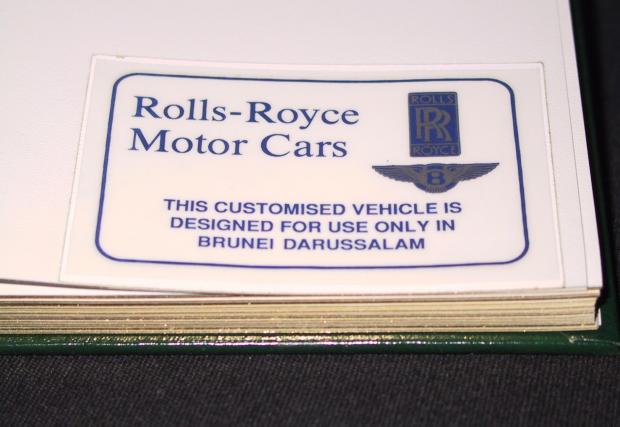 Rolls-Royce
Motor Cars
ROLLS
RR
ROYCE
B
THIS CUSTOMISED VEHICLE IS
DESIGNED FOR USE ONLY IN
BRUNEI DARUSSALAM